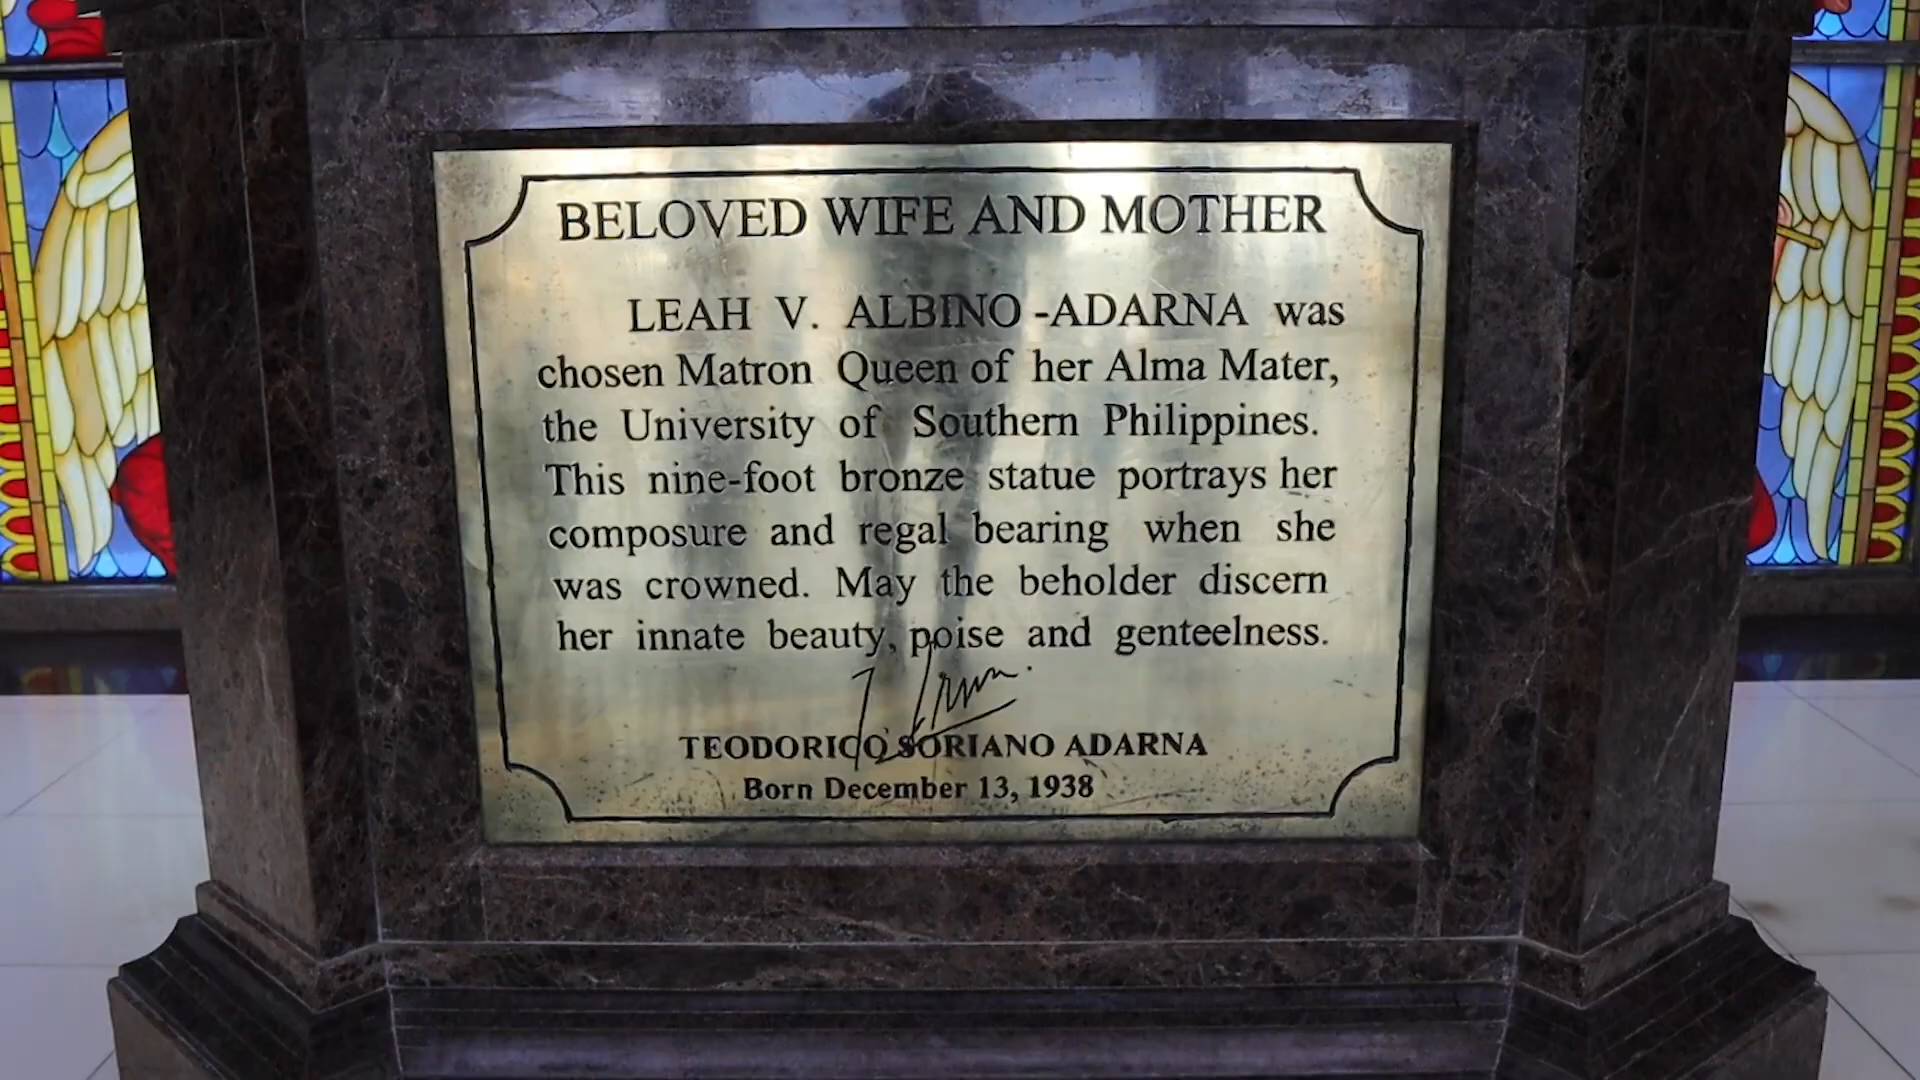 BELOVED WIFE AND MOTHER
LEAH V. ALBINO-ADARNA was
chosen Matron Queen of her Alma Mater,
the University of Southern Philippines.
This nine-foot bronze statue portrays her
composure and regal bearing when she
was crowned. May the beholder discern
her innate beauty, poise and genteelness.
TEODORICO SORIANO ADARNA
Born December 13, 1938